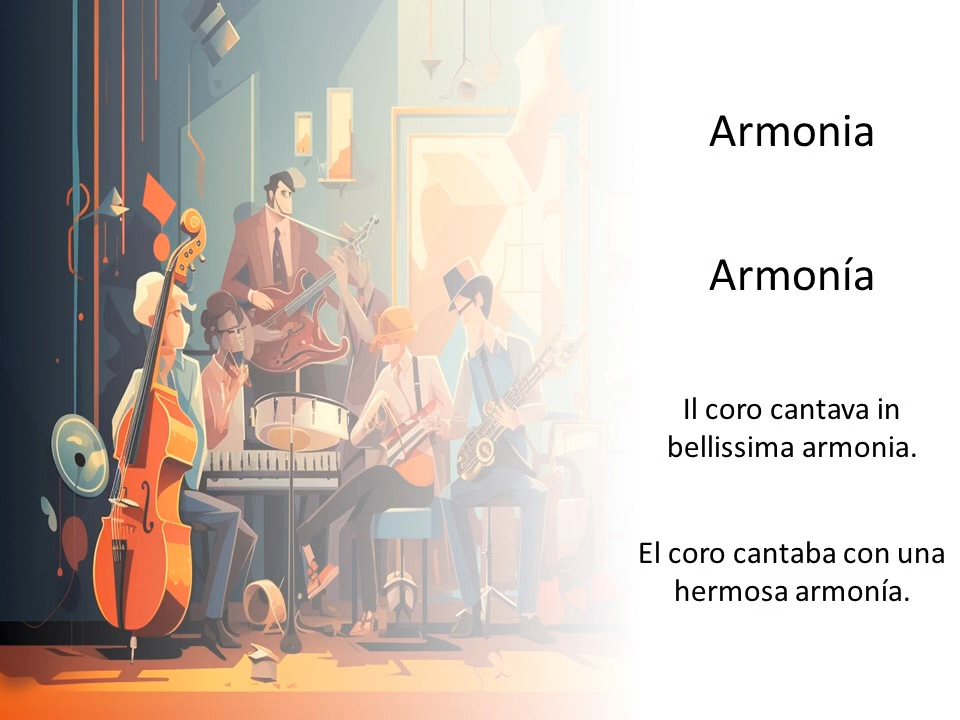 Armonia
Armonía
Il coro cantava in
bellissima armonia.
El coro cantaba con una
hermosa armonía.